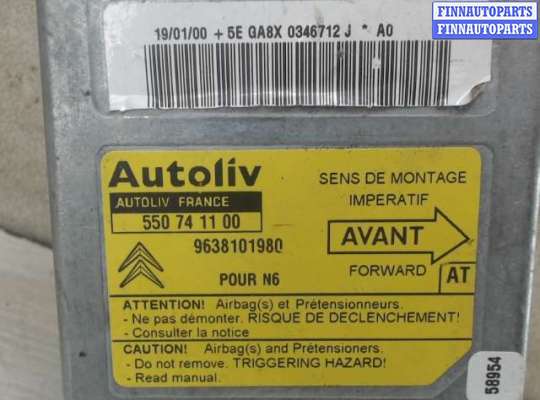 FINNAUTOPARTS
FINNAUTOPARTS
FINNAUTOPARTS
19/01/00 + 5E GA8X 0346712 J * A0
Autoliv
AUTOLIV FRANCE
550 74 11 00
9638101980
POUR N6
SENS DE MONTAGE
IMPERATIF
AVANT
FORWARD
AT
ATTENTION! Airbag(s) et Prétensionneurs.
- Ne pas démonter. RISQUE DE DECLENCHEMENT!
- Consulter la notice
CAUTION! Airbag(s) and Pretensioners.
- Do not remove. TRIGGERING HAZARD!
- Read manual.
58954